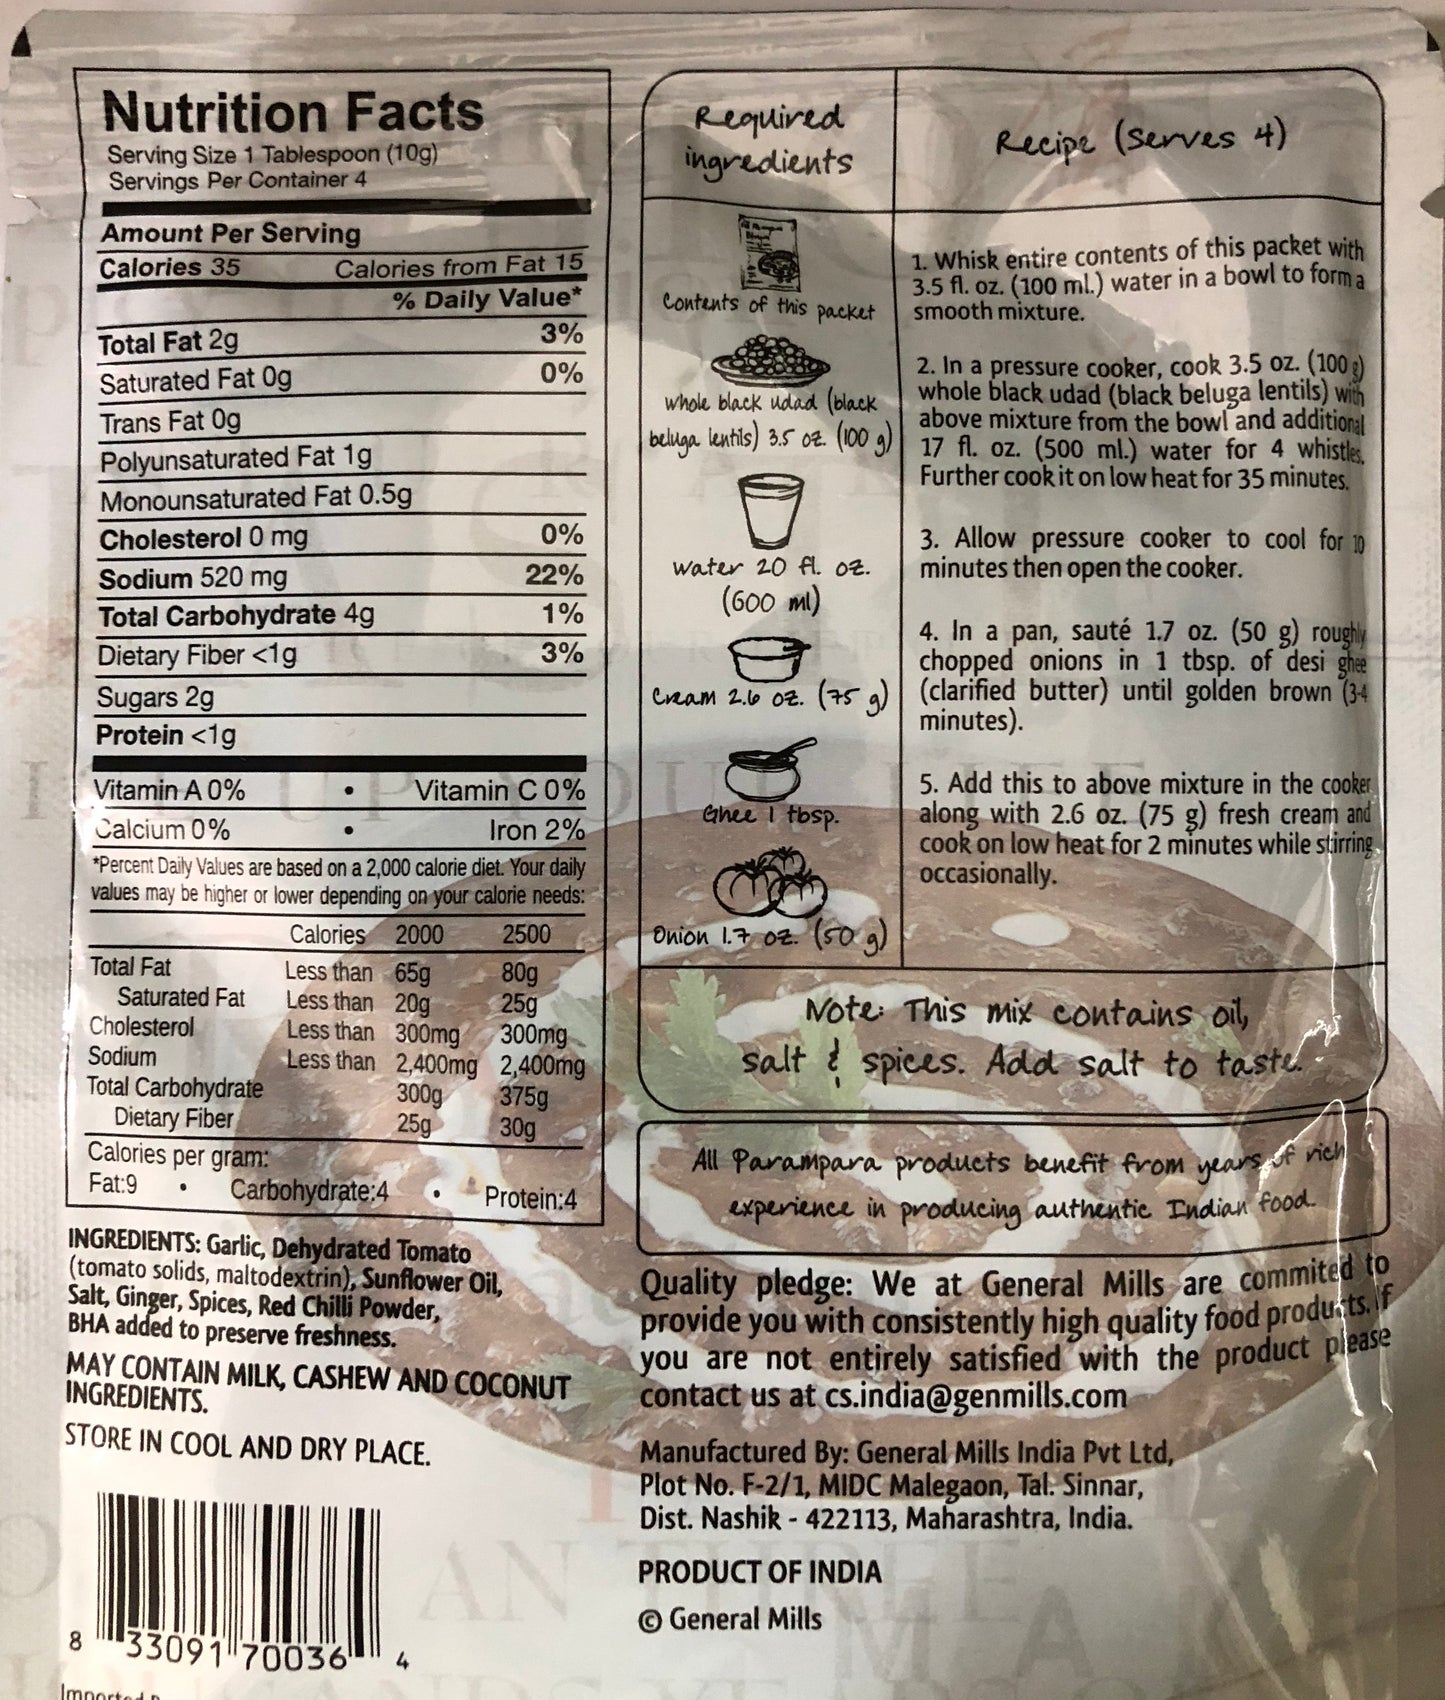 Nutrition Facts
Serving Size 1 Tablespoon (10g)
Servings Per Container 4
Amount Per Serving
Calories 35 Calories from Fat 15
% Daily Value*
Total Fat 2g 3%
Saturated Fat 0g 0%
Trans Fat 0g
Polyunsaturated Fat 1g
Monounsaturated Fat 0.5g
Cholesterol 0 mg 0%
Sodium 520 mg 22%
Total Carbohydrate 4g 1%
Dietary Fiber <1g 3%
Sugars 2g
Protein <1g
Vitamin A 0% • Vitamin C 0%
Calcium 0% • Iron 2%
*Percent Daily Values are based on a 2,000 calorie diet. Your daily
values may be higher or lower depending on your calorie needs:
Calories 2000 2500
Total Fat Less than 65g 80g
Saturated Fat Less than 20g 25g
Cholesterol Less than 300mg 300mg
Sodium Less than 2,400mg 2,400mg
Total Carbohydrate 300g 375g
Dietary Fiber 25g 30g
Calories per gram:
Fat:9 • Carbohydrate:4 • Protein:4
INGREDIENTS: Garlic, Dehydrated Tomato
(tomato solids, maltodextrin), Sunflower Oil,
Salt, Ginger, Spices, Red Chilli Powder,
BHA added to preserve freshness.
MAY CONTAIN MILK, CASHEW AND COCONUT
INGREDIENTS.
STORE IN COOL AND DRY PLACE.
8 33091 70036 4
Required
ingredients
Contents of this packet
whole black udad (black
beluga lentils) 3.5 oz. (100 g)
water 20 fl. oz.
(600 ml)
Cream 2.6 oz. (75 g)
Ghee 1 tbsp.
Onion 1.7 oz. (50 g)
Recipe (serves 4)
1. Whisk entire contents of this packet with
3.5 fl. oz. (100 ml.) water in a bowl to form a
smooth mixture.
2. In a pressure cooker, cook 3.5 oz. (100 g)
whole black udad (black beluga lentils) with
above mixture from the bowl and additional
17 fl. oz. (500 ml.) water for 4 whistles.
Further cook it on low heat for 35 minutes.
3. Allow pressure cooker to cool for 10
minutes then open the cooker.
4. In a pan, sauté 1.7 oz. (50 g) roughly
chopped onions in 1 tbsp. of desi ghee
(clarified butter) until golden brown (3-4
minutes).
5. Add this to above mixture in the cooker
along with 2.6 oz. (75 g) fresh cream and
cook on low heat for 2 minutes while stirring
occasionally.
Note: This mix contains oil,
salt & spices. Add salt to taste.
All Parampara products benefit from years of rich
experience in producing authentic Indian food.
Quality pledge: We at General Mills are commited to
provide you with consistently high quality food products. If
you are not entirely satisfied with the product please
contact us at cs.india@genmills.com
Manufactured By: General Mills India Pvt Ltd,
Plot No. F-2/1, MIDC Malegaon, Tal. Sinnar,
Dist. Nashik - 422113, Maharashtra, India.
PRODUCT OF INDIA
© General Mills